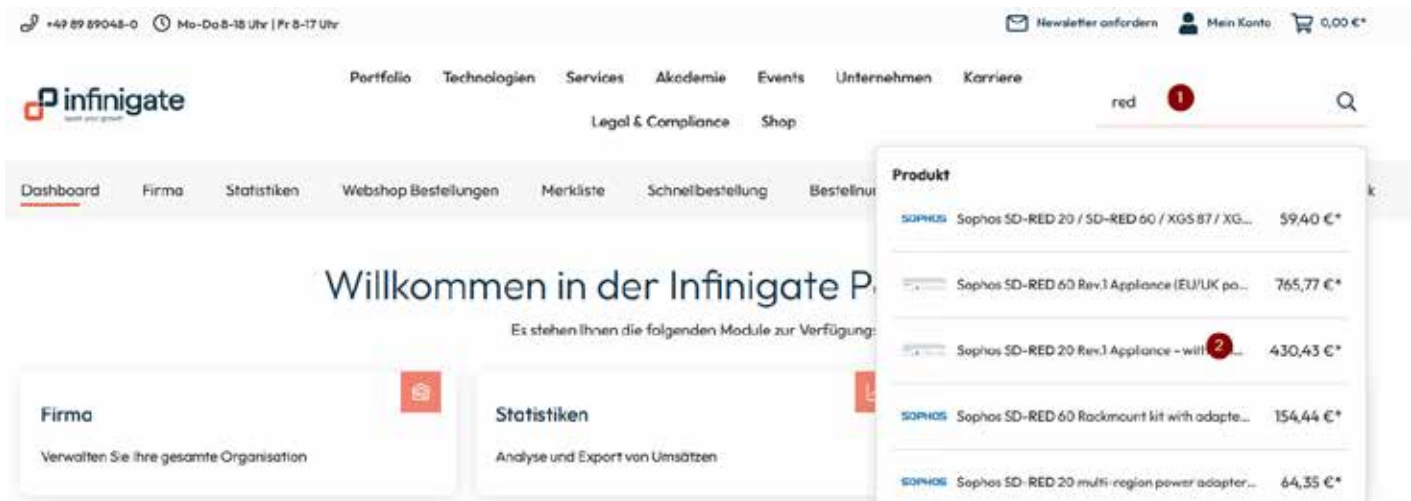 +49 89 89048-0 Mo-Do 8-18 Uhr | Fr 8-17 Uhr
Newsletter anfordern Mein Konto 0,00 €*
infinigate
Portfolio Technologien Services Akademie Events Unternehmen Karriere
Legal & Compliance Shop
red 1
Dashboard Firma Statistiken Webshop Bestellungen Merkliste Schnellbestellung Bestellnu k
Produkt
SOPHOS Sophos SD-RED 20 / SD-RED 60 / XGS 87 / XG... 59,40 €*
Sophos SD-RED 60 Rev.1 Appliance (EU/UK po... 765,77 €*
Sophos SD-RED 20 Rev.1 Appliance - with 2 ... 430,43 €*
SOPHOS Sophos SD-RED 60 Rackmount kit with adapte... 154,44 €*
SOPHOS Sophos SD-RED 20 multi-region power adapter... 64,35 €*
Willkommen in der Infinigate P
Es stehen Ihnen die folgenden Module zur Verfügung:
Firma
Verwalten Sie Ihre gesamte Organisation
Statistiken
Analyse und Export von Umsätzen